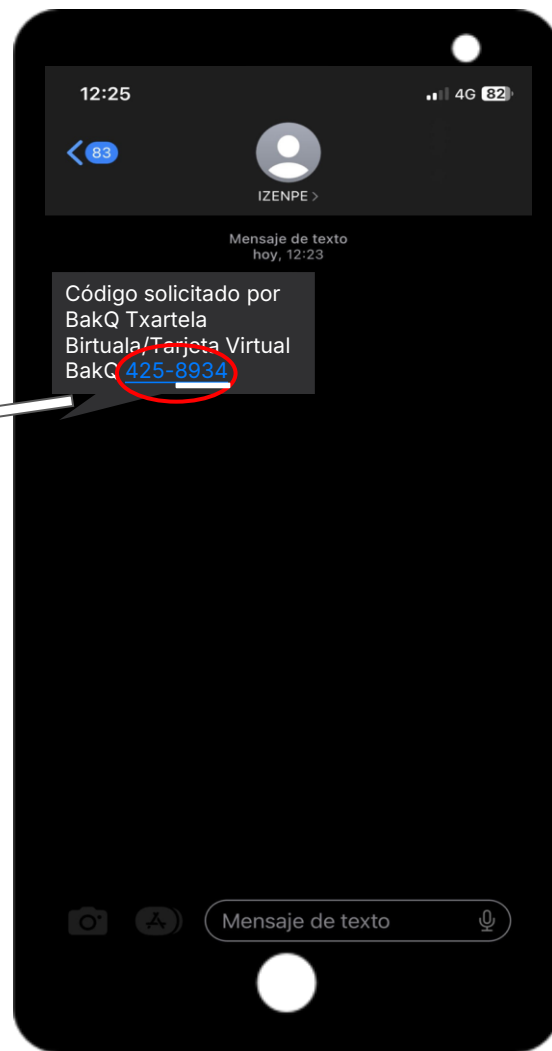 12:25
4G 82
83
IZENPE >
Mensaje de texto
hoy, 12:23
Código solicitado por
BakQ Txartela
Birtuala/Tarjeta Virtual
BakQ 425-8934
Mensaje de texto